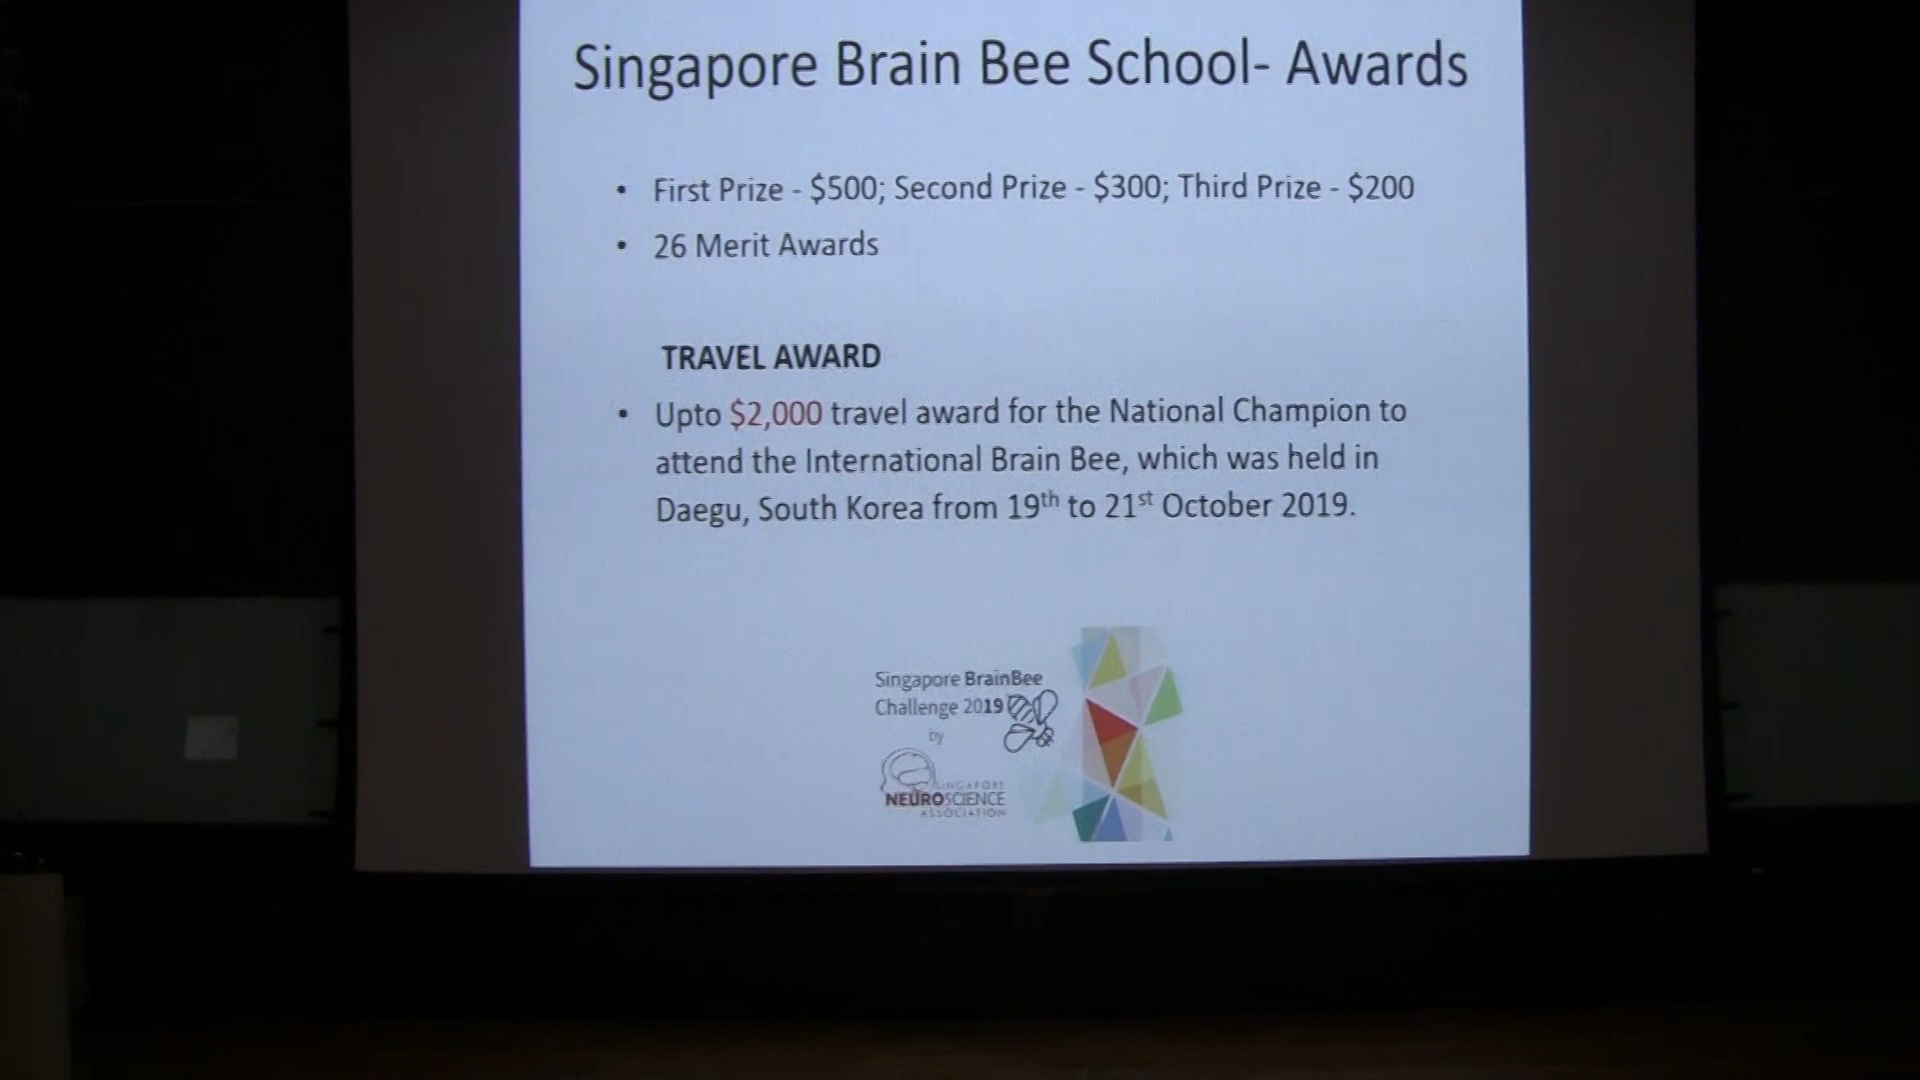 Singapore Brain Bee School- Awards
• First Prize - $500; Second Prize - $300; Third Prize - $200
• 26 Merit Awards
TRAVEL AWARD
• Upto $2,000 travel award for the National Champion to
attend the International Brain Bee, which was held in
Daegu, South Korea from 19th to 21st October 2019.
Singapore BrainBee
Challenge 2019
by
SINGAPORE
NEUROSCIENCE
ASSOCIATION